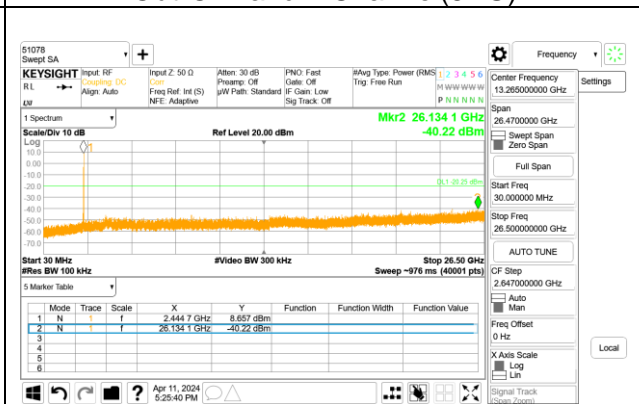 51078
Swept SA
Frequency
Settings
KEYSIGHT
R L
Input: RF
Coupling: DC
Align: Auto
Input Z: 50 Ω
Corr
Freq Ref: Int (S)
NFE: Adaptive
Atten: 30 dB
Preamp: Off
µW Path: Standard
PNO: Fast
Gate: Off
IF Gain: Low
Sig Track: Off
#Avg Type: Power (RMS
Trig: Free Run
1 2 3 4 5 6
M W W W W W
P N N N N N
1 Spectrum
Scale/Div 10 dB
Ref Level 20.00 dBm
Mkr2 26.134 1 GHz
-40.22 dBm
Log
10.0
0.00
-10.0
-20.0
-30.0
-40.0
-50.0
-60.0
-70.0
1
DL1 -20.25 dBm
Start 30 MHz
#Video BW 300 kHz
Stop 26.50 GHz
#Res BW 100 kHz
Sweep ~976 ms (40001 pts)
5 Marker Table
Mode Trace Scale X Y Function Function Width Function Value
1 N 1 f 2.444 7 GHz 8.657 dBm
2 N 1 f 26.134 1 GHz -40.22 dBm
3
4
5
6
Apr 11, 2024
5:25:40 PM
Center Frequency
13.265000000 GHz
Span
26.4700000 GHz
Swept Span
Zero Span
Full Span
Start Freq
30.000000 MHz
Stop Freq
26.500000000 GHz
AUTO TUNE
CF Step
2.647000000 GHz
Auto
Man
Freq Offset
0 Hz
X Axis Scale
Log
Lin
Signal Track
(Span Zoom)
Local